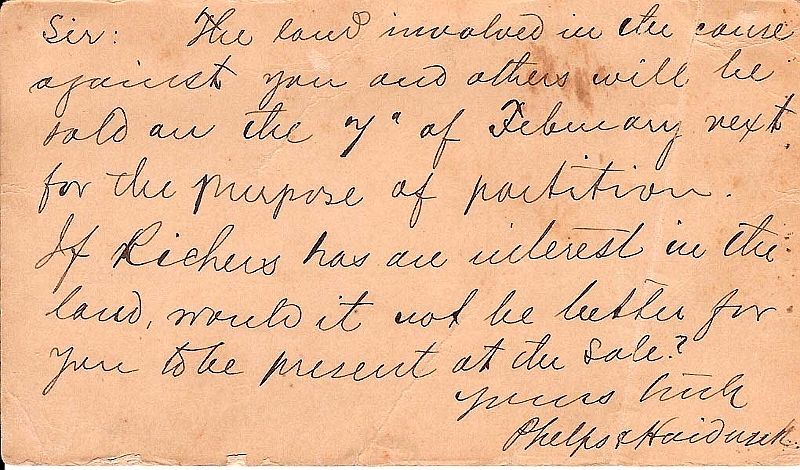 Sir: The land involved in the cause
against you and others will be
sold on the 7" of February next
for the purpose of partition.
If Richers has an interest in the
land, would it not be better for
you to be present at the Sale?
yours truly
Phelps & Haidusek.